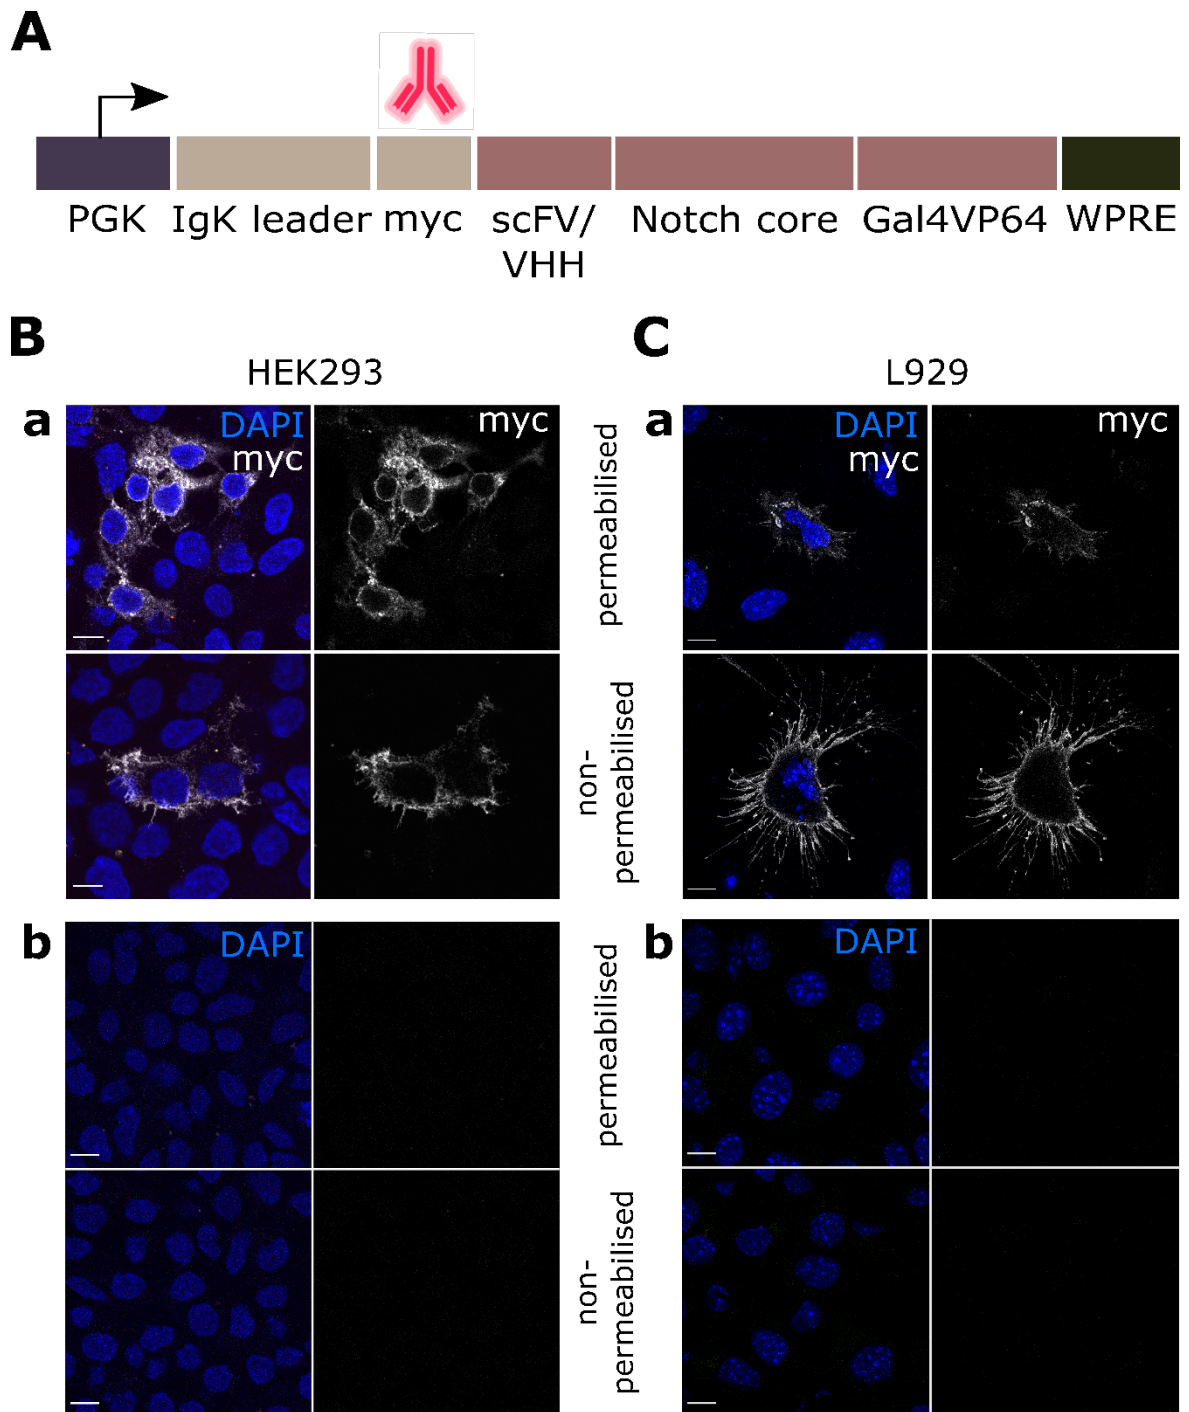 A
PGK IgK leader myc scFV/ Notch core Gal4VP64 WPRE
VHH
B
HEK293
a
DAPI
myc
myc
permeabilised
non-
permeabilised
b
DAPI
permeabilised
non-
permeabilised
C
L929
a
DAPI
myc
myc
b
DAPI